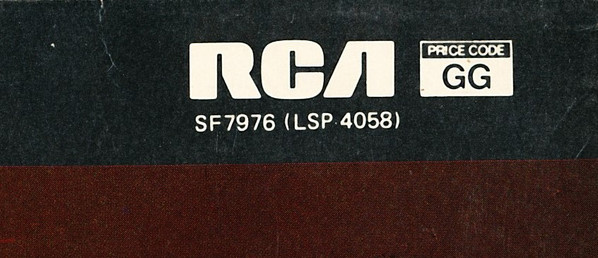 RCA
PRICE CODE
GG
SF7976 (LSP 4058)